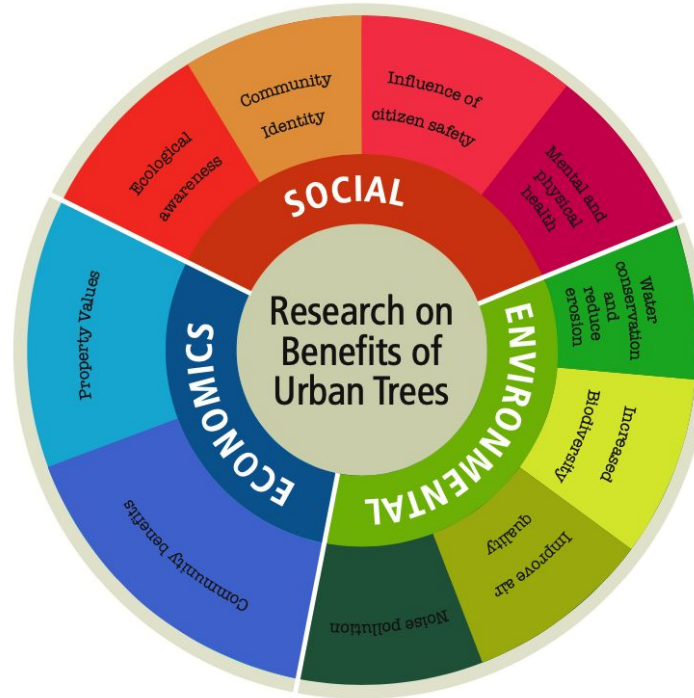 Research on
Benefits of
Urban Trees
SOCIAL
Ecological
awareness
Community
Identity
Influence of
citizen safety
Mental and
physical
health
ENVIRONMENTAL
Water
conservation
and
reduce
erosion
Increased
Biodiversity
Improve air
quality
Noise pollution
ECONOMICS
Community benefits
Property Values